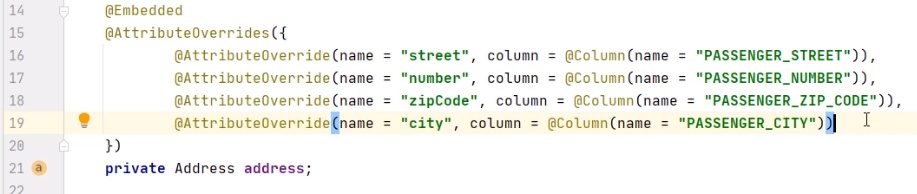 14 @Embedded
15 @AttributeOverrides({
16 @AttributeOverride(name = "street", column = @Column(name = "PASSENGER_STREET")),
17 @AttributeOverride(name = "number", column = @Column(name = "PASSENGER_NUMBER")),
18 @AttributeOverride(name = "zipCode", column = @Column(name = "PASSENGER_ZIP_CODE")),
19 @AttributeOverride(name = "city", column = @Column(name = "PASSENGER_CITY"))
20 })
21 a private Address address;
22